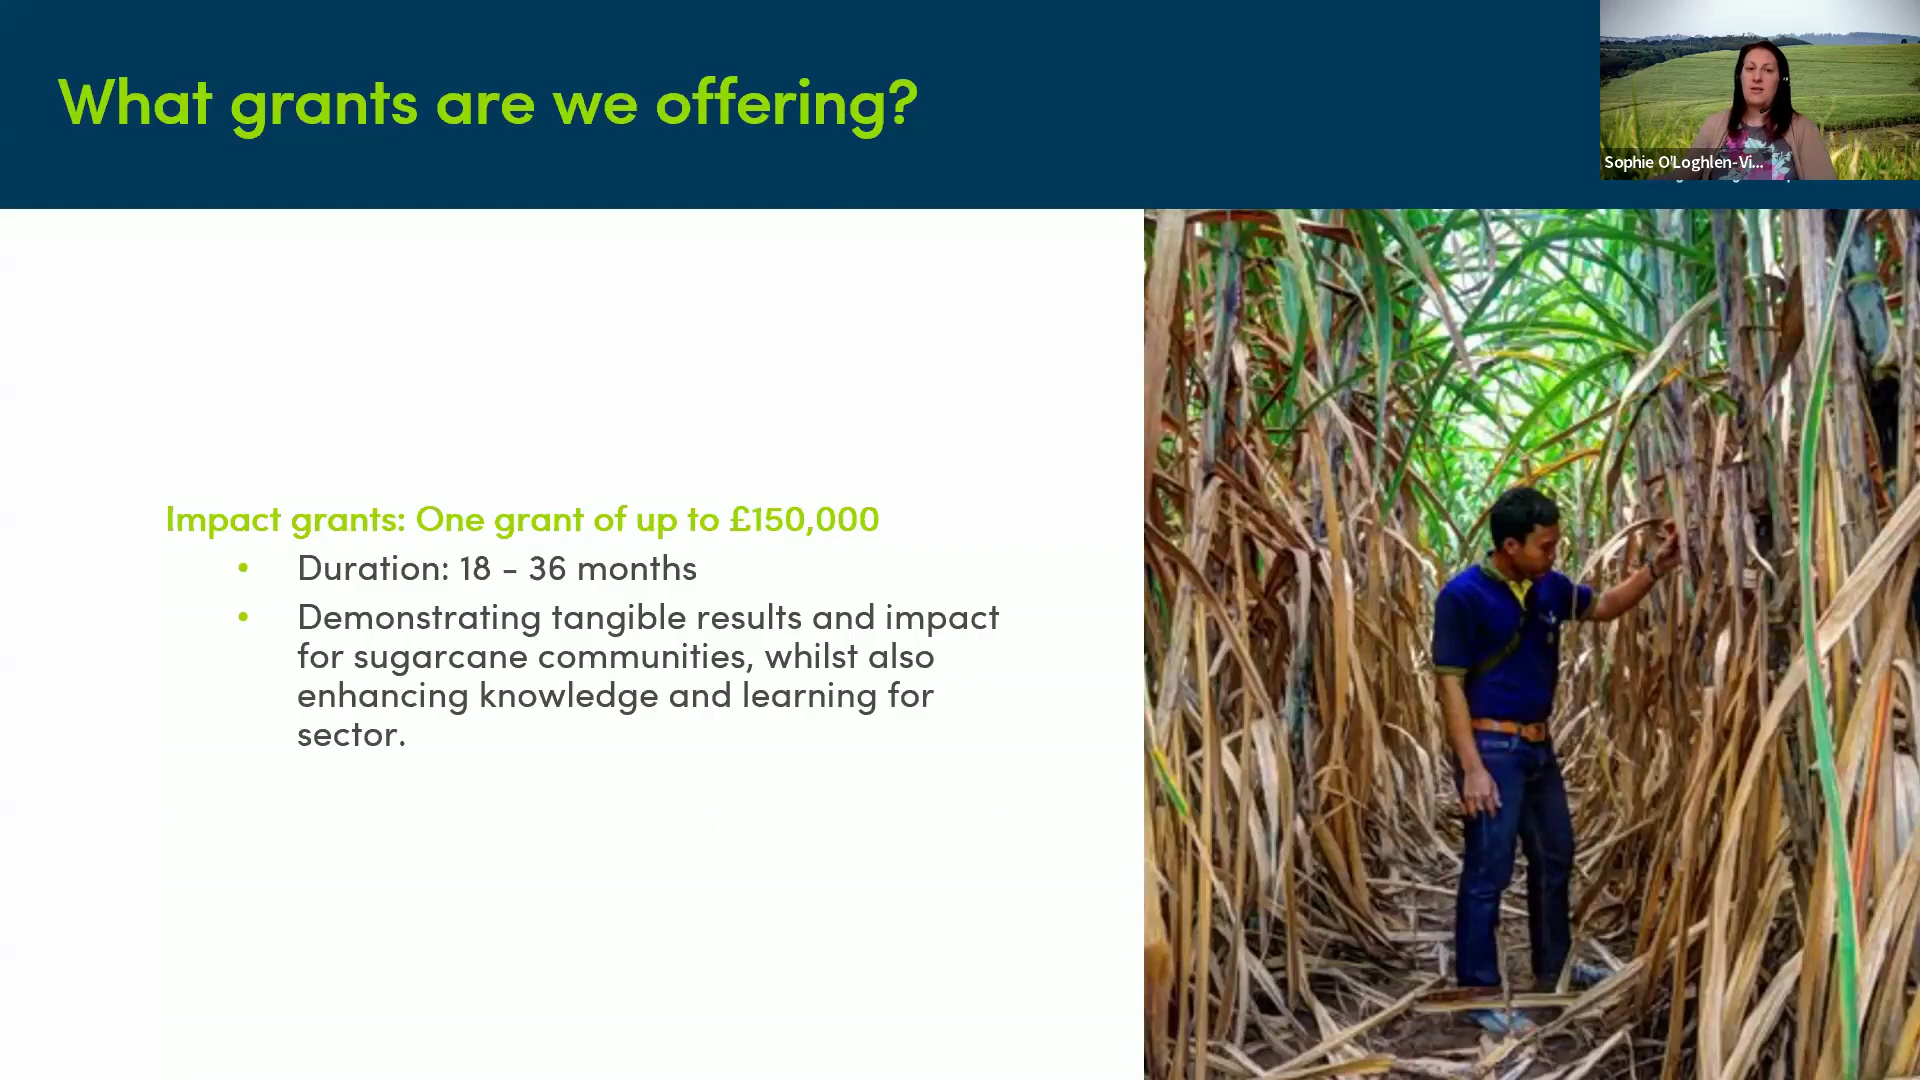 What grants are we offering?
Sophie O'Loghlen-Vi...
Impact grants: One grant of up to £150,000
• Duration: 18 - 36 months
• Demonstrating tangible results and impact
for sugarcane communities, whilst also
enhancing knowledge and learning for
sector.